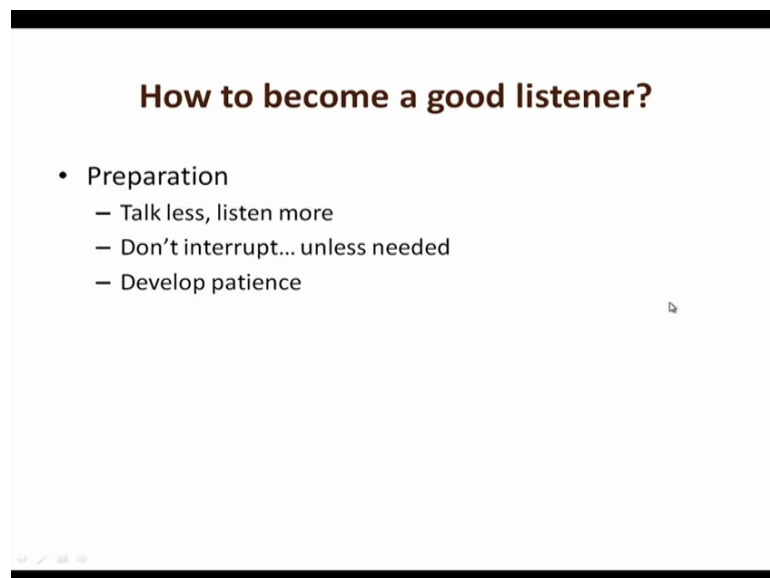 How to become a good listener?
• Preparation
– Talk less, listen more
– Don't interrupt... unless needed
– Develop patience